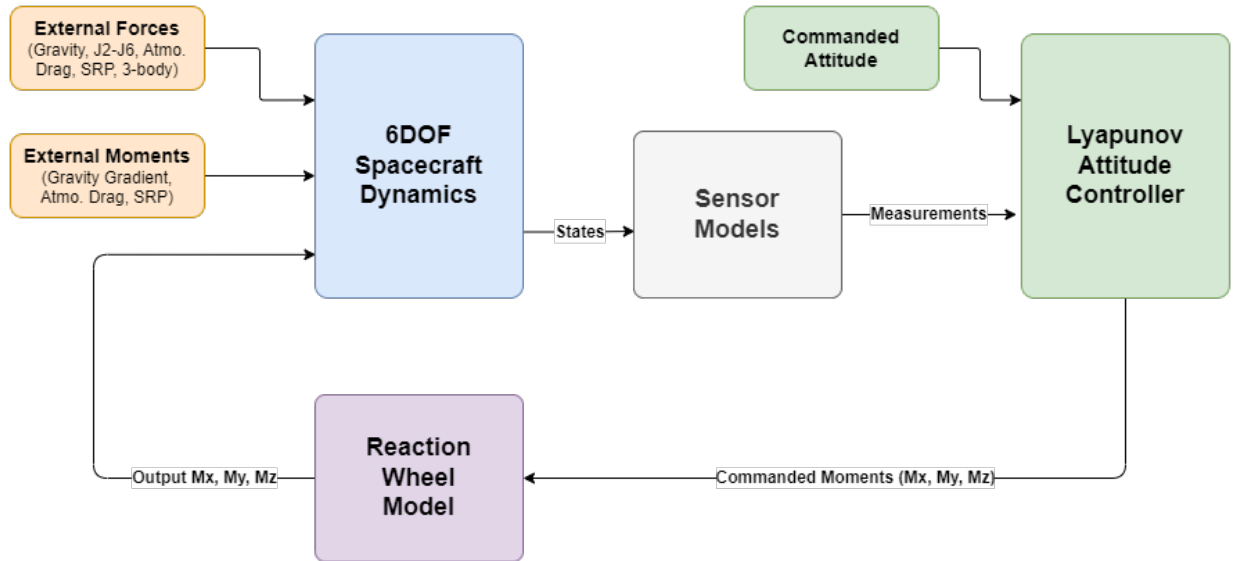 External Forces
(Gravity, J2-J6, Atmo.
Drag, SRP, 3-body)
External Moments
(Gravity Gradient,
Atmo. Drag, SRP)
6DOF
Spacecraft
Dynamics
States
Sensor
Models
Measurements
Commanded
Attitude
Lyapunov
Attitude
Controller
Commanded Moments (Mx, My, Mz)
Reaction
Wheel
Model
Output Mx, My, Mz